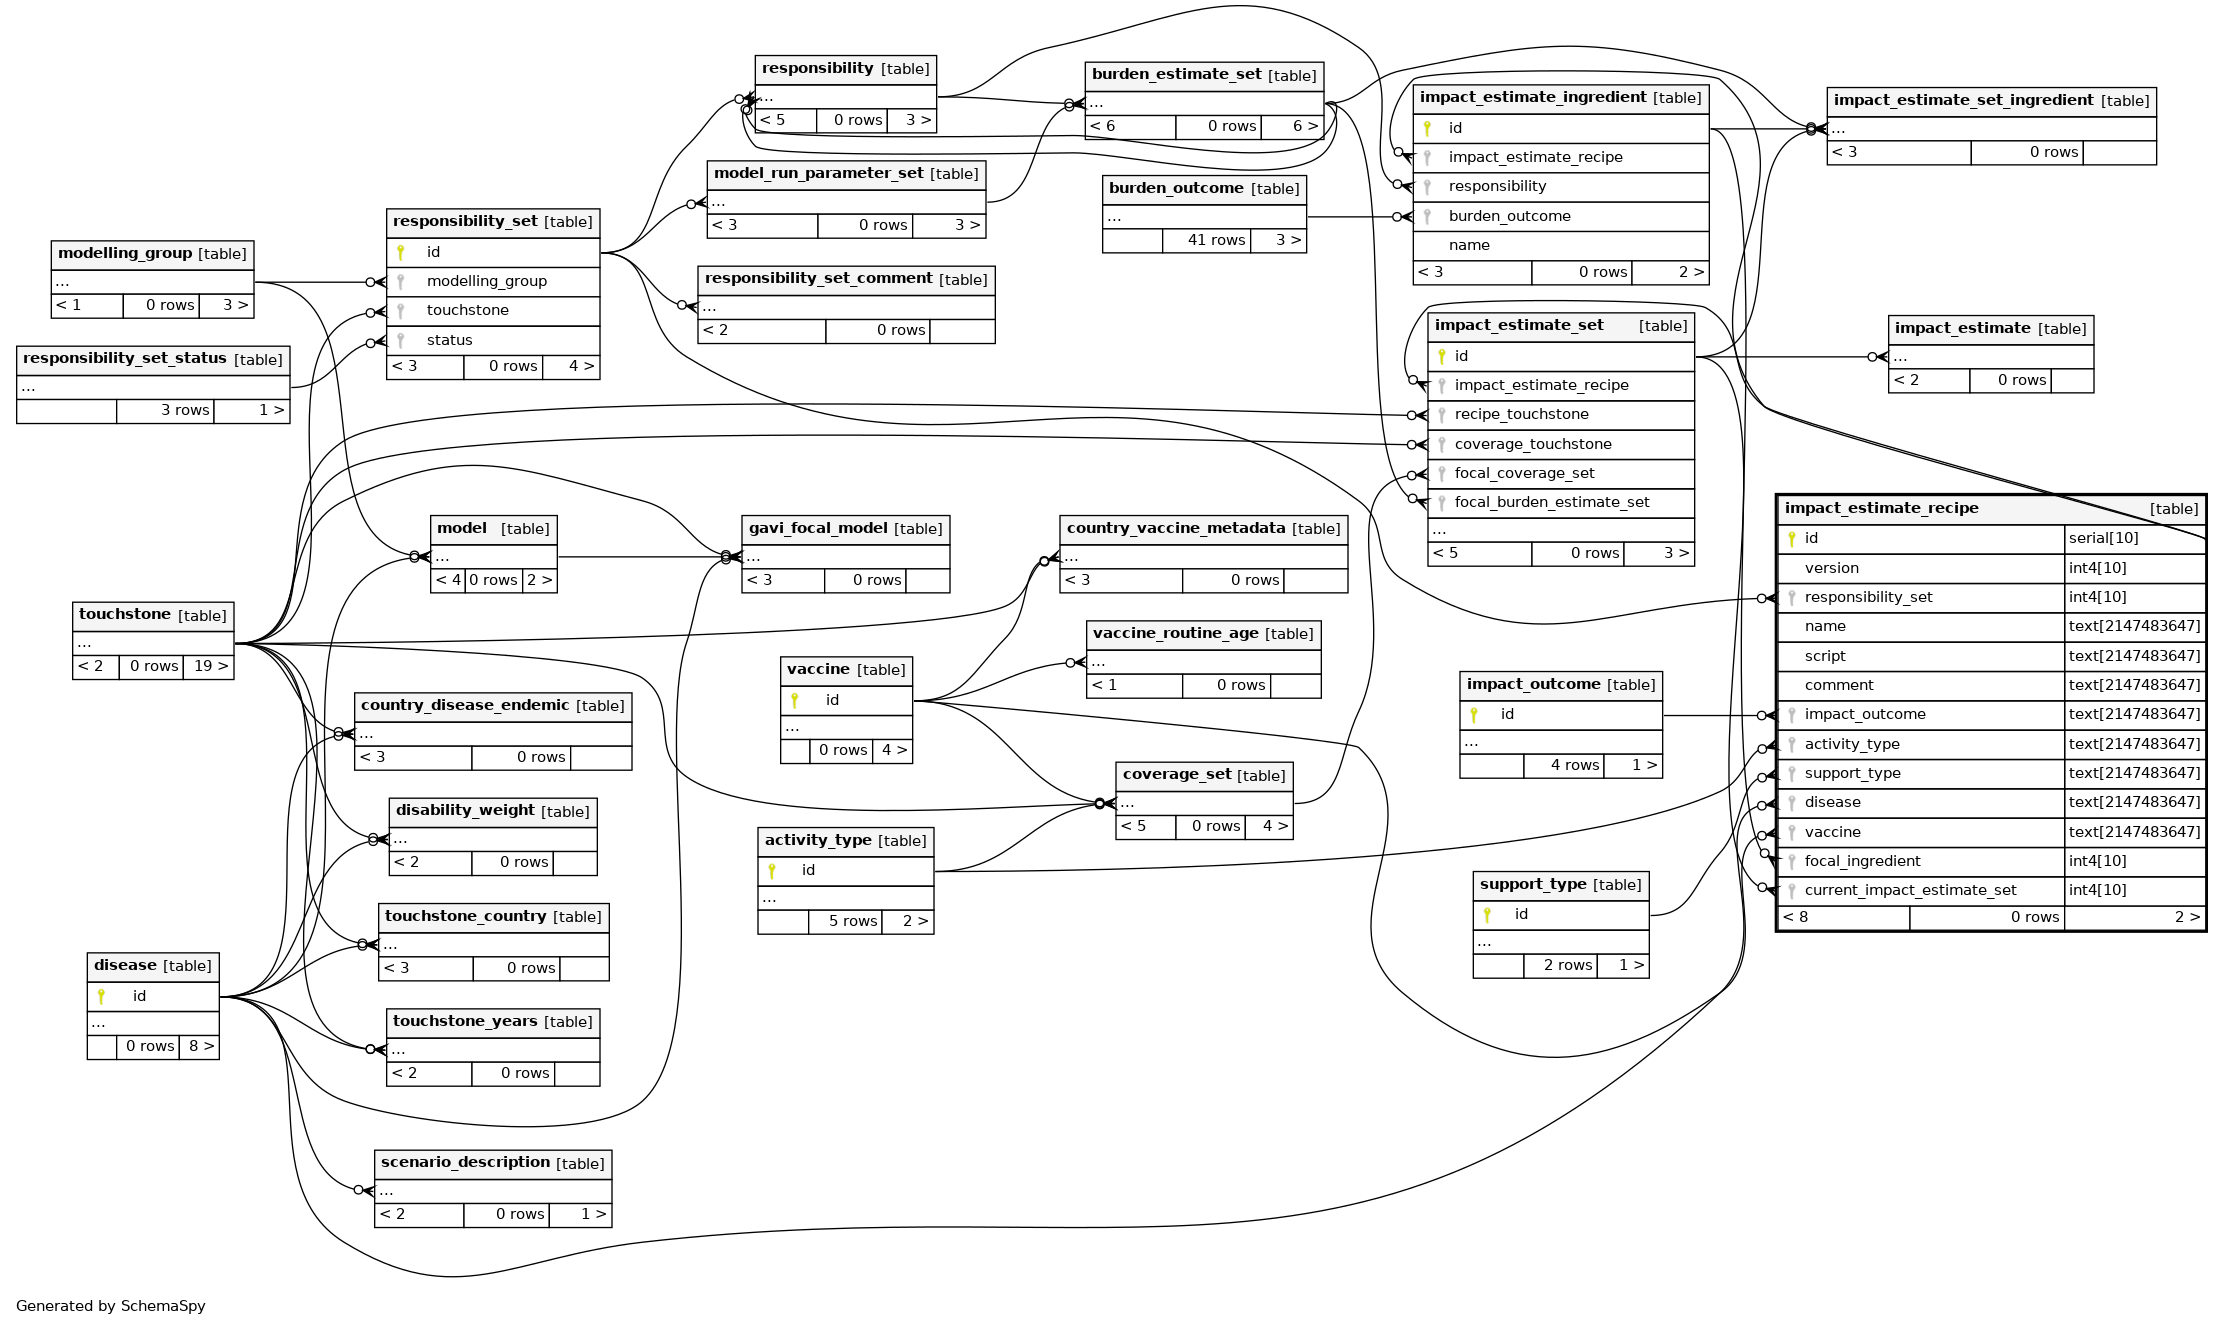 responsibility [table]
...
< 5 0 rows 3 >
burden_estimate_set [table]
...
< 6 0 rows 6 >
impact_estimate_ingredient [table]
id
impact_estimate_recipe
responsibility
burden_outcome
name
< 3 0 rows 2 >
impact_estimate_set_ingredient [table]
...
< 3 0 rows
model_run_parameter_set [table]
...
< 3 0 rows 3 >
burden_outcome [table]
...
41 rows 3 >
responsibility_set [table]
id
modelling_group
touchstone
status
< 3 0 rows 4 >
modelling_group [table]
...
< 1 0 rows 3 >
responsibility_set_comment [table]
...
< 2 0 rows
responsibility_set_status [table]
...
3 rows 1 >
impact_estimate_set [table]
id
impact_estimate_recipe
recipe_touchstone
coverage_touchstone
focal_coverage_set
focal_burden_estimate_set
...
< 5 0 rows 3 >
impact_estimate [table]
...
< 2 0 rows
model [table]
...
< 4 0 rows 2 >
gavi_focal_model [table]
...
< 3 0 rows
country_vaccine_metadata [table]
...
< 3 0 rows
impact_estimate_recipe [table]
id serial[10]
version int4[10]
responsibility_set int4[10]
name text[2147483647]
script text[2147483647]
comment text[2147483647]
impact_outcome text[2147483647]
activity_type text[2147483647]
support_type text[2147483647]
disease text[2147483647]
vaccine text[2147483647]
focal_ingredient int4[10]
current_impact_estimate_set int4[10]
< 8 0 rows 2 >
touchstone [table]
...
< 2 0 rows 19 >
vaccine_routine_age [table]
...
< 1 0 rows
vaccine [table]
id
...
0 rows 4 >
impact_outcome [table]
id
...
4 rows 1 >
country_disease_endemic [table]
...
< 3 0 rows
coverage_set [table]
...
< 5 0 rows 4 >
disability_weight [table]
...
< 2 0 rows
activity_type [table]
id
...
5 rows 2 >
support_type [table]
id
...
2 rows 1 >
touchstone_country [table]
...
< 3 0 rows
disease [table]
id
...
0 rows 8 >
touchstone_years [table]
...
< 2 0 rows
scenario_description [table]
...
< 2 0 rows 1 >
Generated by SchemaSpy